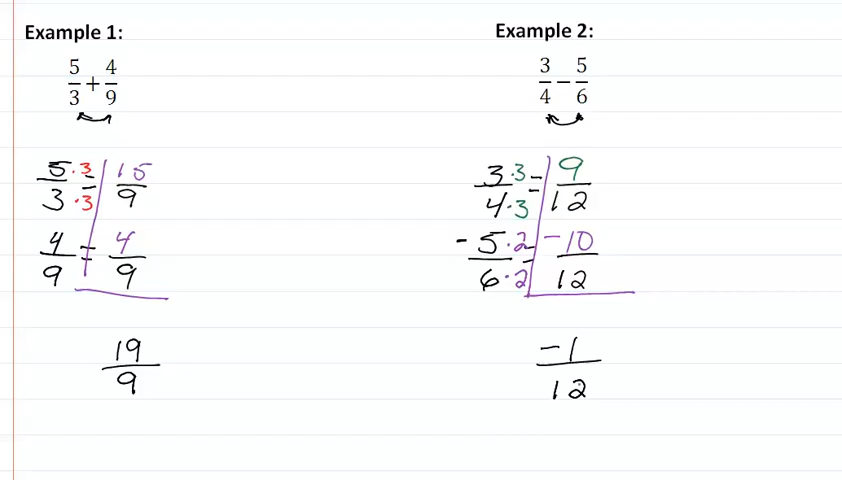 Example 1:
5/3 + 4/9
5·3/3·3 = 15/9
4/9 = 4/9
19/9
Example 2:
3/4 − 5/6
3·3/4·3 = 9/12
-5·2/6·2 = -10/12
-1/12